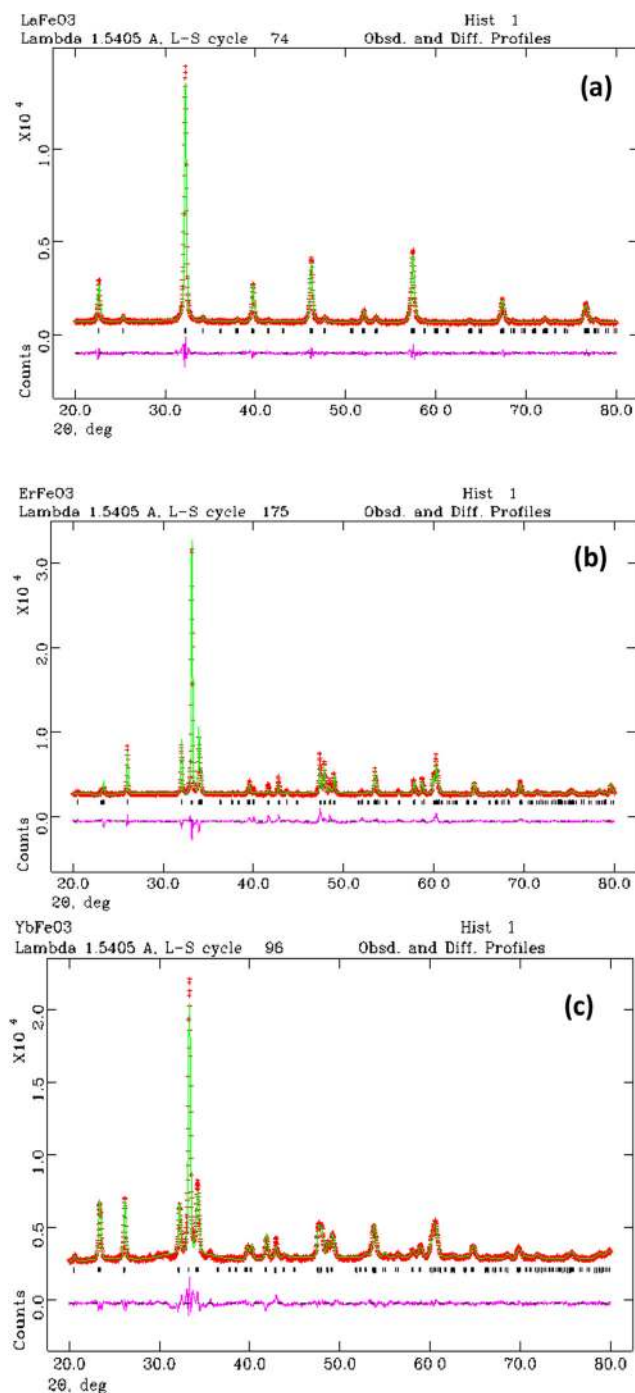 LaFeO3 Hist 1
Lambda 1.5405 A, L-S cycle 74 Obsd. and Diff. Profiles
(a)
X10 4
1.0
0.5
0.0
Counts
20.0 30.0 40.0 50.0 60.0 70.0 80.0
2θ, deg
ErFeO3 Hist 1
Lambda 1.5405 A, L-S cycle 175 Obsd. and Diff. Profiles
(b)
X10 4
3.0
2.0
1.0
0.0
Counts
20.0 30.0 40.0 50.0 60.0 70.0 80.0
2θ, deg
YbFeO3 Hist 1
Lambda 1.5405 A, L-S cycle 96 Obsd. and Diff. Profiles
(c)
X10 4
2.0
1.5
1.0
0.5
0.0
Counts
20.0 30.0 40.0 50.0 60.0 70.0 80.0
2θ, deg